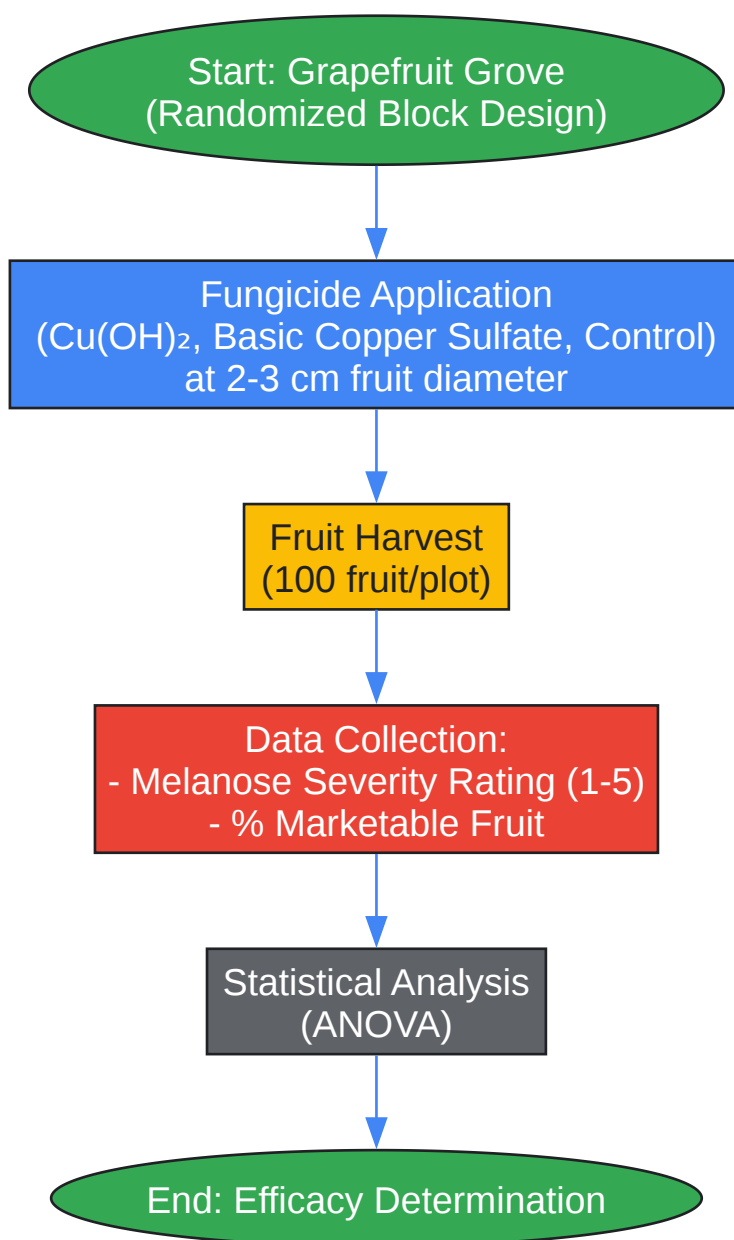 Start: Grapefruit Grove
(Randomized Block Design)
Fungicide Application
(Cu(OH)₂, Basic Copper Sulfate, Control)
at 2-3 cm fruit diameter
Fruit Harvest
(100 fruit/plot)
Data Collection:
- Melanose Severity Rating (1-5)
- % Marketable Fruit
Statistical Analysis
(ANOVA)
End: Efficacy Determination